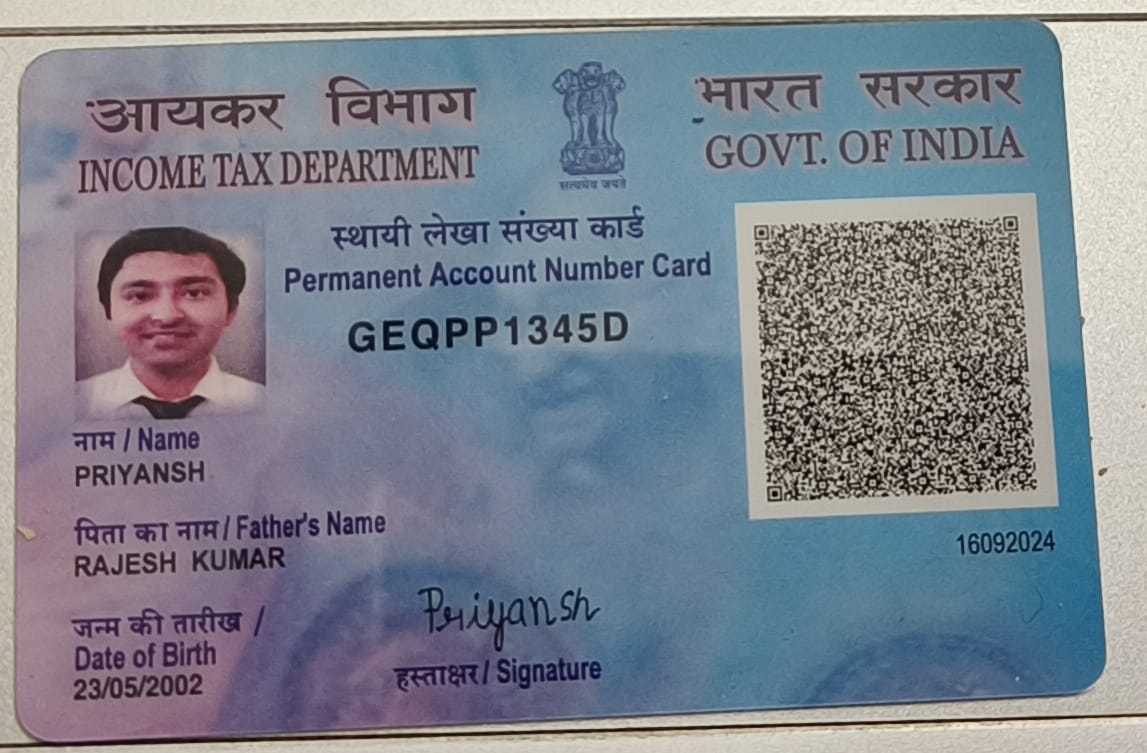 आयकर विभाग
INCOME TAX DEPARTMENT
सत्यमेव जयते
भारत सरकार
GOVT. OF INDIA
स्थायी लेखा संख्या कार्ड
Permanent Account Number Card
GEQPP1345D
नाम / Name
PRIYANSH
पिता का नाम / Father's Name
RAJESH KUMAR
जन्म की तारीख /
Date of Birth
23/05/2002
Priyansh
हस्ताक्षर / Signature
16092024